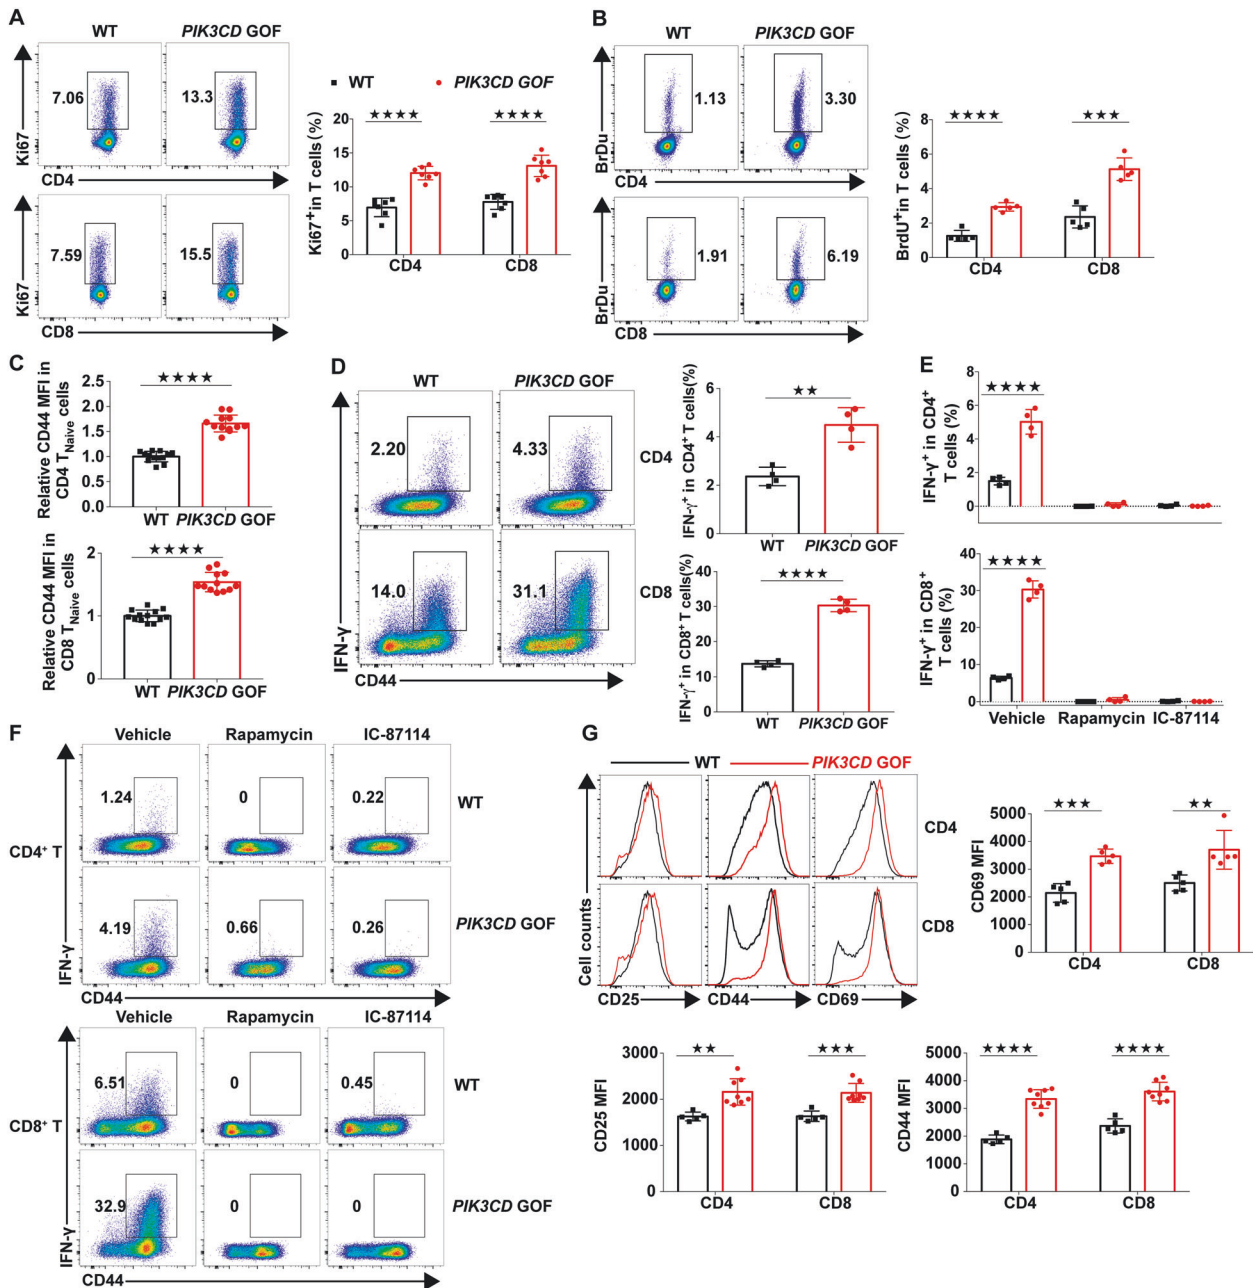 A
WT
PIK3CD GOF
7.06
13.3
Ki67
CD4
7.59
15.5
Ki67
CD8
WT
PIK3CD GOF
★★★★
★★★★
Ki67+in T cells (%)
20
15
10
5
0
CD4
CD8
B
WT
PIK3CD GOF
1.13
3.30
BrDu
CD4
1.91
6.19
BrDu
CD8
★★★★
★★★
BrdU+in T cells (%)
8
6
4
2
0
CD4
CD8
C
Relative CD44 MFI in
CD4 TNaive cells
★★★★
2.5
2.0
1.5
1.0
0.5
0.0
WT
PIK3CD GOF
Relative CD44 MFI in
CD8 TNaive cells
★★★★
2
1
0
WT
PIK3CD GOF
D
WT
PIK3CD GOF
2.20
4.33
CD4
14.0
31.1
CD8
IFN-γ
CD44
IFN-γ+ in CD4+ T cells(%)
★★
6
4
2
0
WT
PIK3CD GOF
IFN-γ+ in CD8+ T cells(%)
★★★★
40
30
20
10
0
WT
PIK3CD GOF
E
IFN-γ+ in CD4+
T cells (%)
★★★★
8
6
4
2
0
IFN-γ+ in CD8+
T cells (%)
★★★★
40
30
20
10
0
Vehicle
Rapamycin
IC-87114
F
Vehicle
Rapamycin
IC-87114
1.24
0
0.22
WT
CD4+ T
4.19
0.66
0.26
PIK3CD GOF
IFN-γ
CD44
Vehicle
Rapamycin
IC-87114
6.51
0
0.45
WT
CD8+ T
32.9
0
0
PIK3CD GOF
IFN-γ
CD44
G
WT
PIK3CD GOF
CD4
CD8
Cell counts
CD25
CD44
CD69
★★★
★★
CD69 MFI
5000
4000
3000
2000
1000
0
CD4
CD8
★★
★★★
CD25 MFI
3000
2000
1000
0
CD4
CD8
★★★★
★★★★
CD44 MFI
5000
4000
3000
2000
1000
0
CD4
CD8